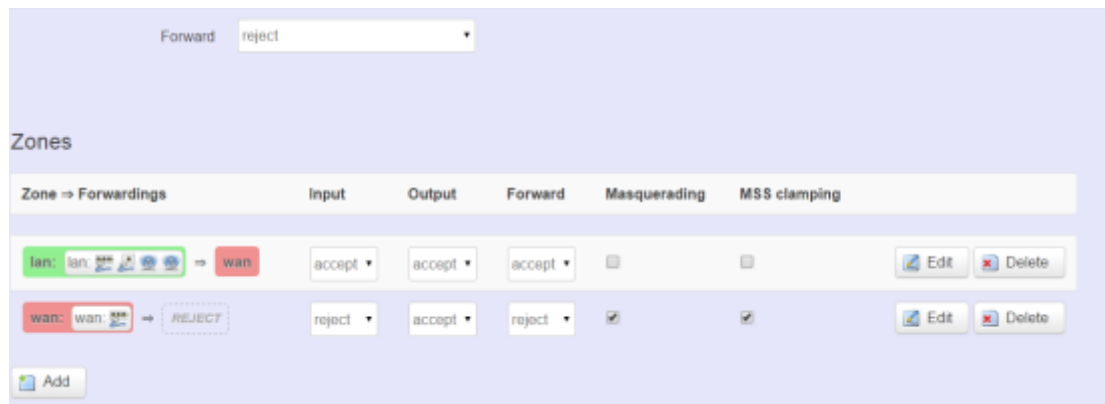 Forward reject
Zones
Zone ⇒ Forwardings Input Output Forward Masquerading MSS clamping
lan: lan: ⇒ wan accept accept accept Edit Delete
wan: wan: ⇒ REJECT reject accept reject Edit Delete
Add